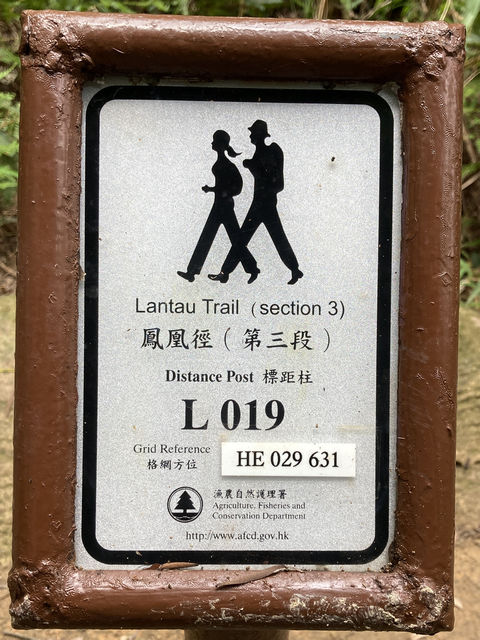 Lantau Trail (section 3)
鳳凰徑(第三段)
Distance Post 標距柱
L 019
Grid Reference
格網方位
HE 029 631
漁農自然護理署
Agriculture, Fisheries and
Conservation Department
http://www.afcd.gov.hk